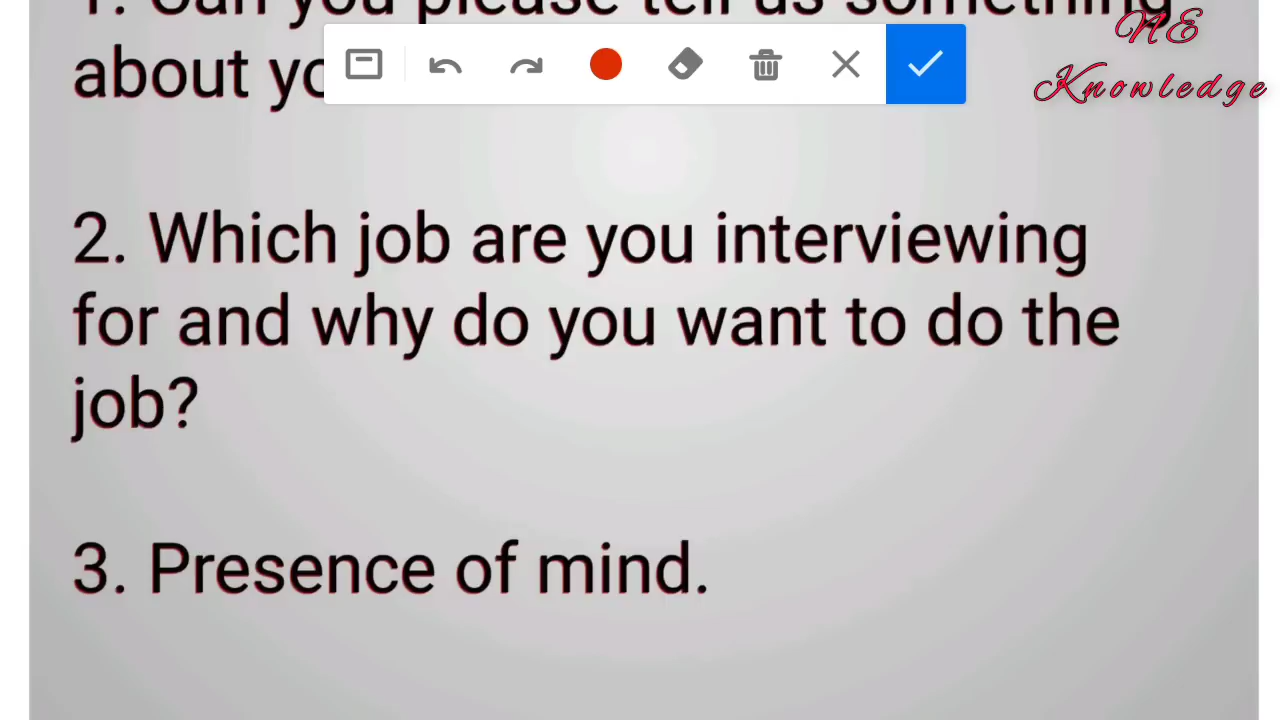 1. Can you please tell us something
about yo
2. Which job are you interviewing
for and why do you want to do the
job?
3. Presence of mind.
NE
Knowledge